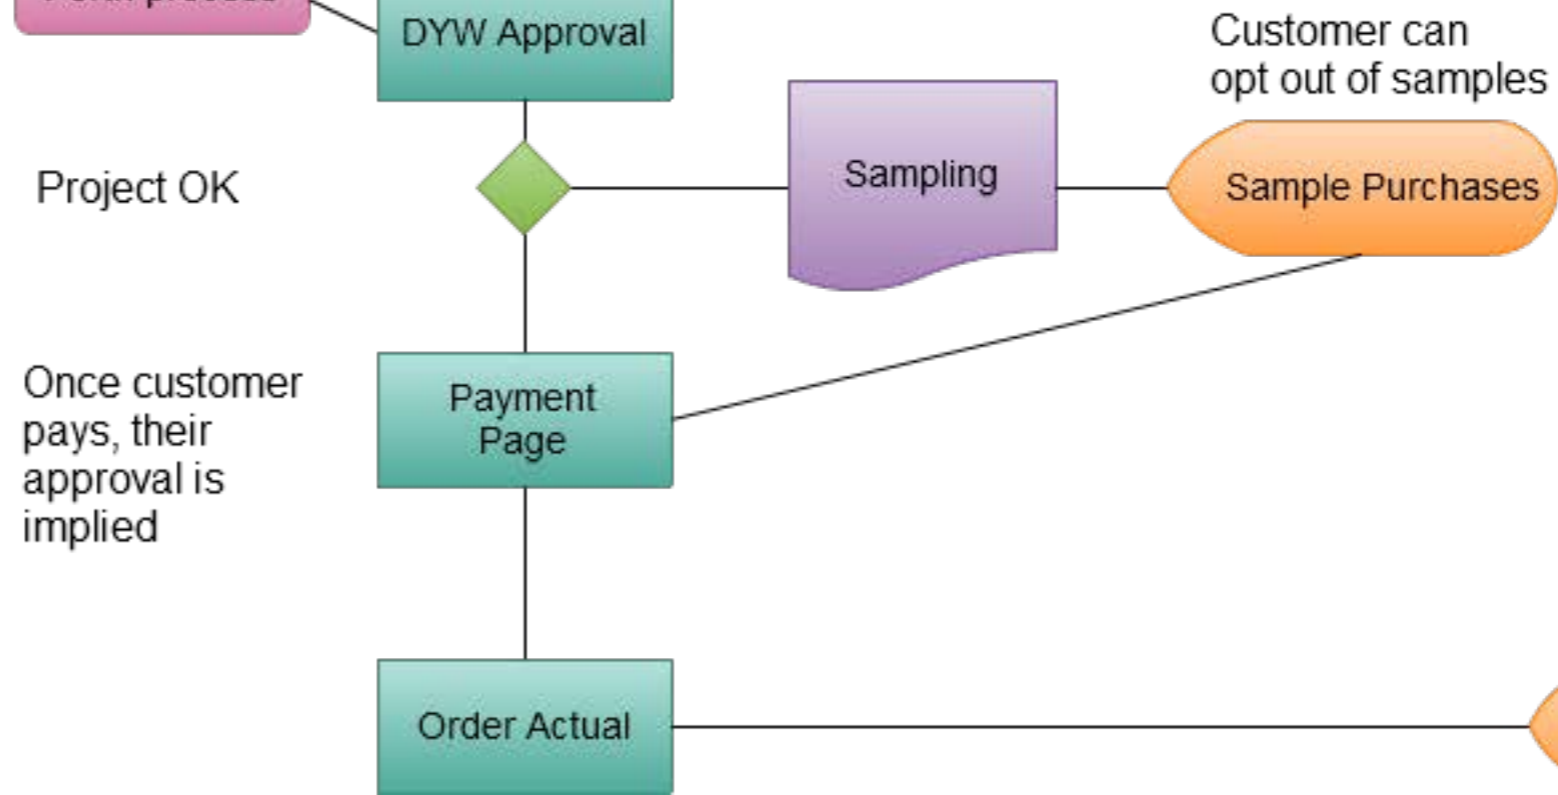 process
DYW Approval
Customer can
opt out of samples
Project OK
Sampling
Sample Purchases
Once customer
pays, their
approval is
implied
Payment
Page
Order Actual